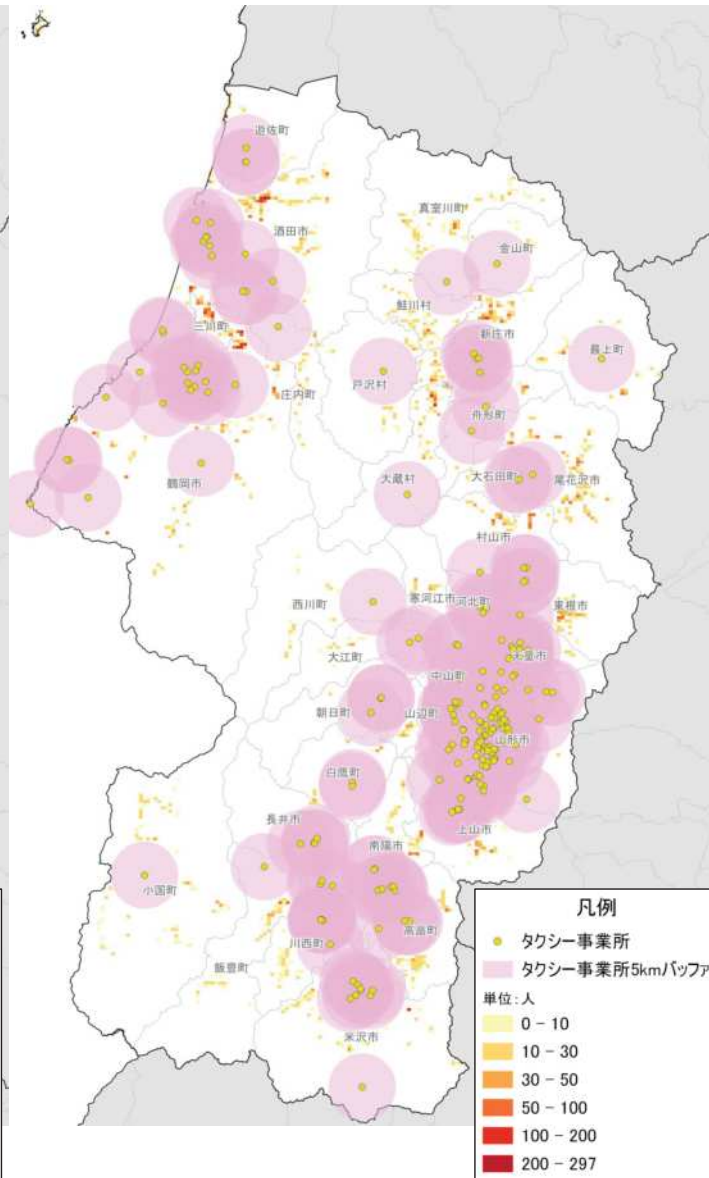 遊佐町
酒田市
真室川町
金山町
鮭川村
三川町
新庄市
最上町
戸沢村
庄内町
舟形町
鶴岡市
大蔵村
大石田町
尾花沢市
村山市
西川町
寒河江市
河北町
東根市
大江町
天童市
中山町
朝日町
山辺町
山形市
白鷹町
長井市
上山市
南陽市
小国町
高畠町
川西町
飯豊町
米沢市
凡例
タクシー事業所
タクシー事業所5kmバッファ
単位:人
0 - 10
10 - 30
30 - 50
50 - 100
100 - 200
200 - 297